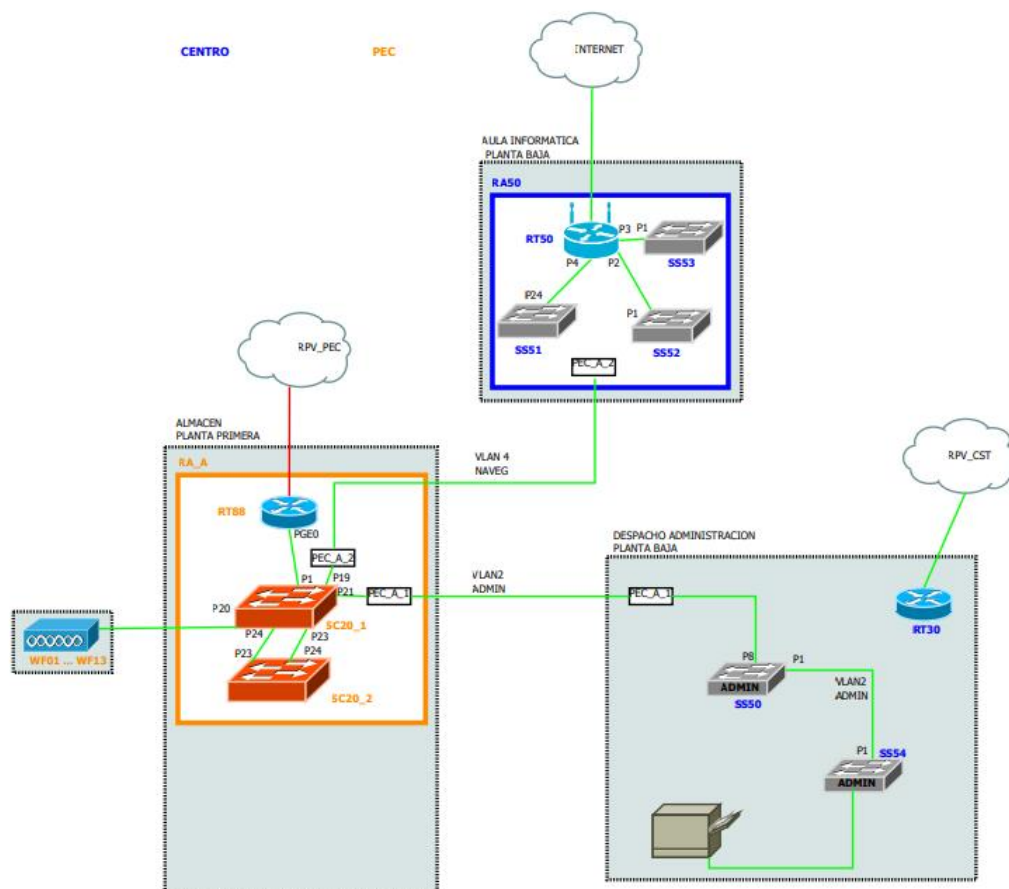 CENTRO
PEC
INTERNET
AULA INFORMATICA
PLANTA BAJA
RA50
RT50
P3
P1
SS53
P4
P2
P24
P1
SS51
SS52
PEC_A_2
RPV_PEC
ALMACEN
PLANTA PRIMERA
RA_A
VLAN 4
NAVEG
RPV_CST
RT88
PGE0
PEC_A_2
DESPACHO ADMINISTRACION
PLANTA BAJA
P1
P19
P21
PEC_A_1
VLAN2
ADMIN
PEC_A_1
P20
SC20_1
RT30
P24
P23
WF01 ... WF13
P23
P24
SC20_2
P8
P1
ADMIN
SS50
VLAN2
ADMIN
P1
SS54
ADMIN